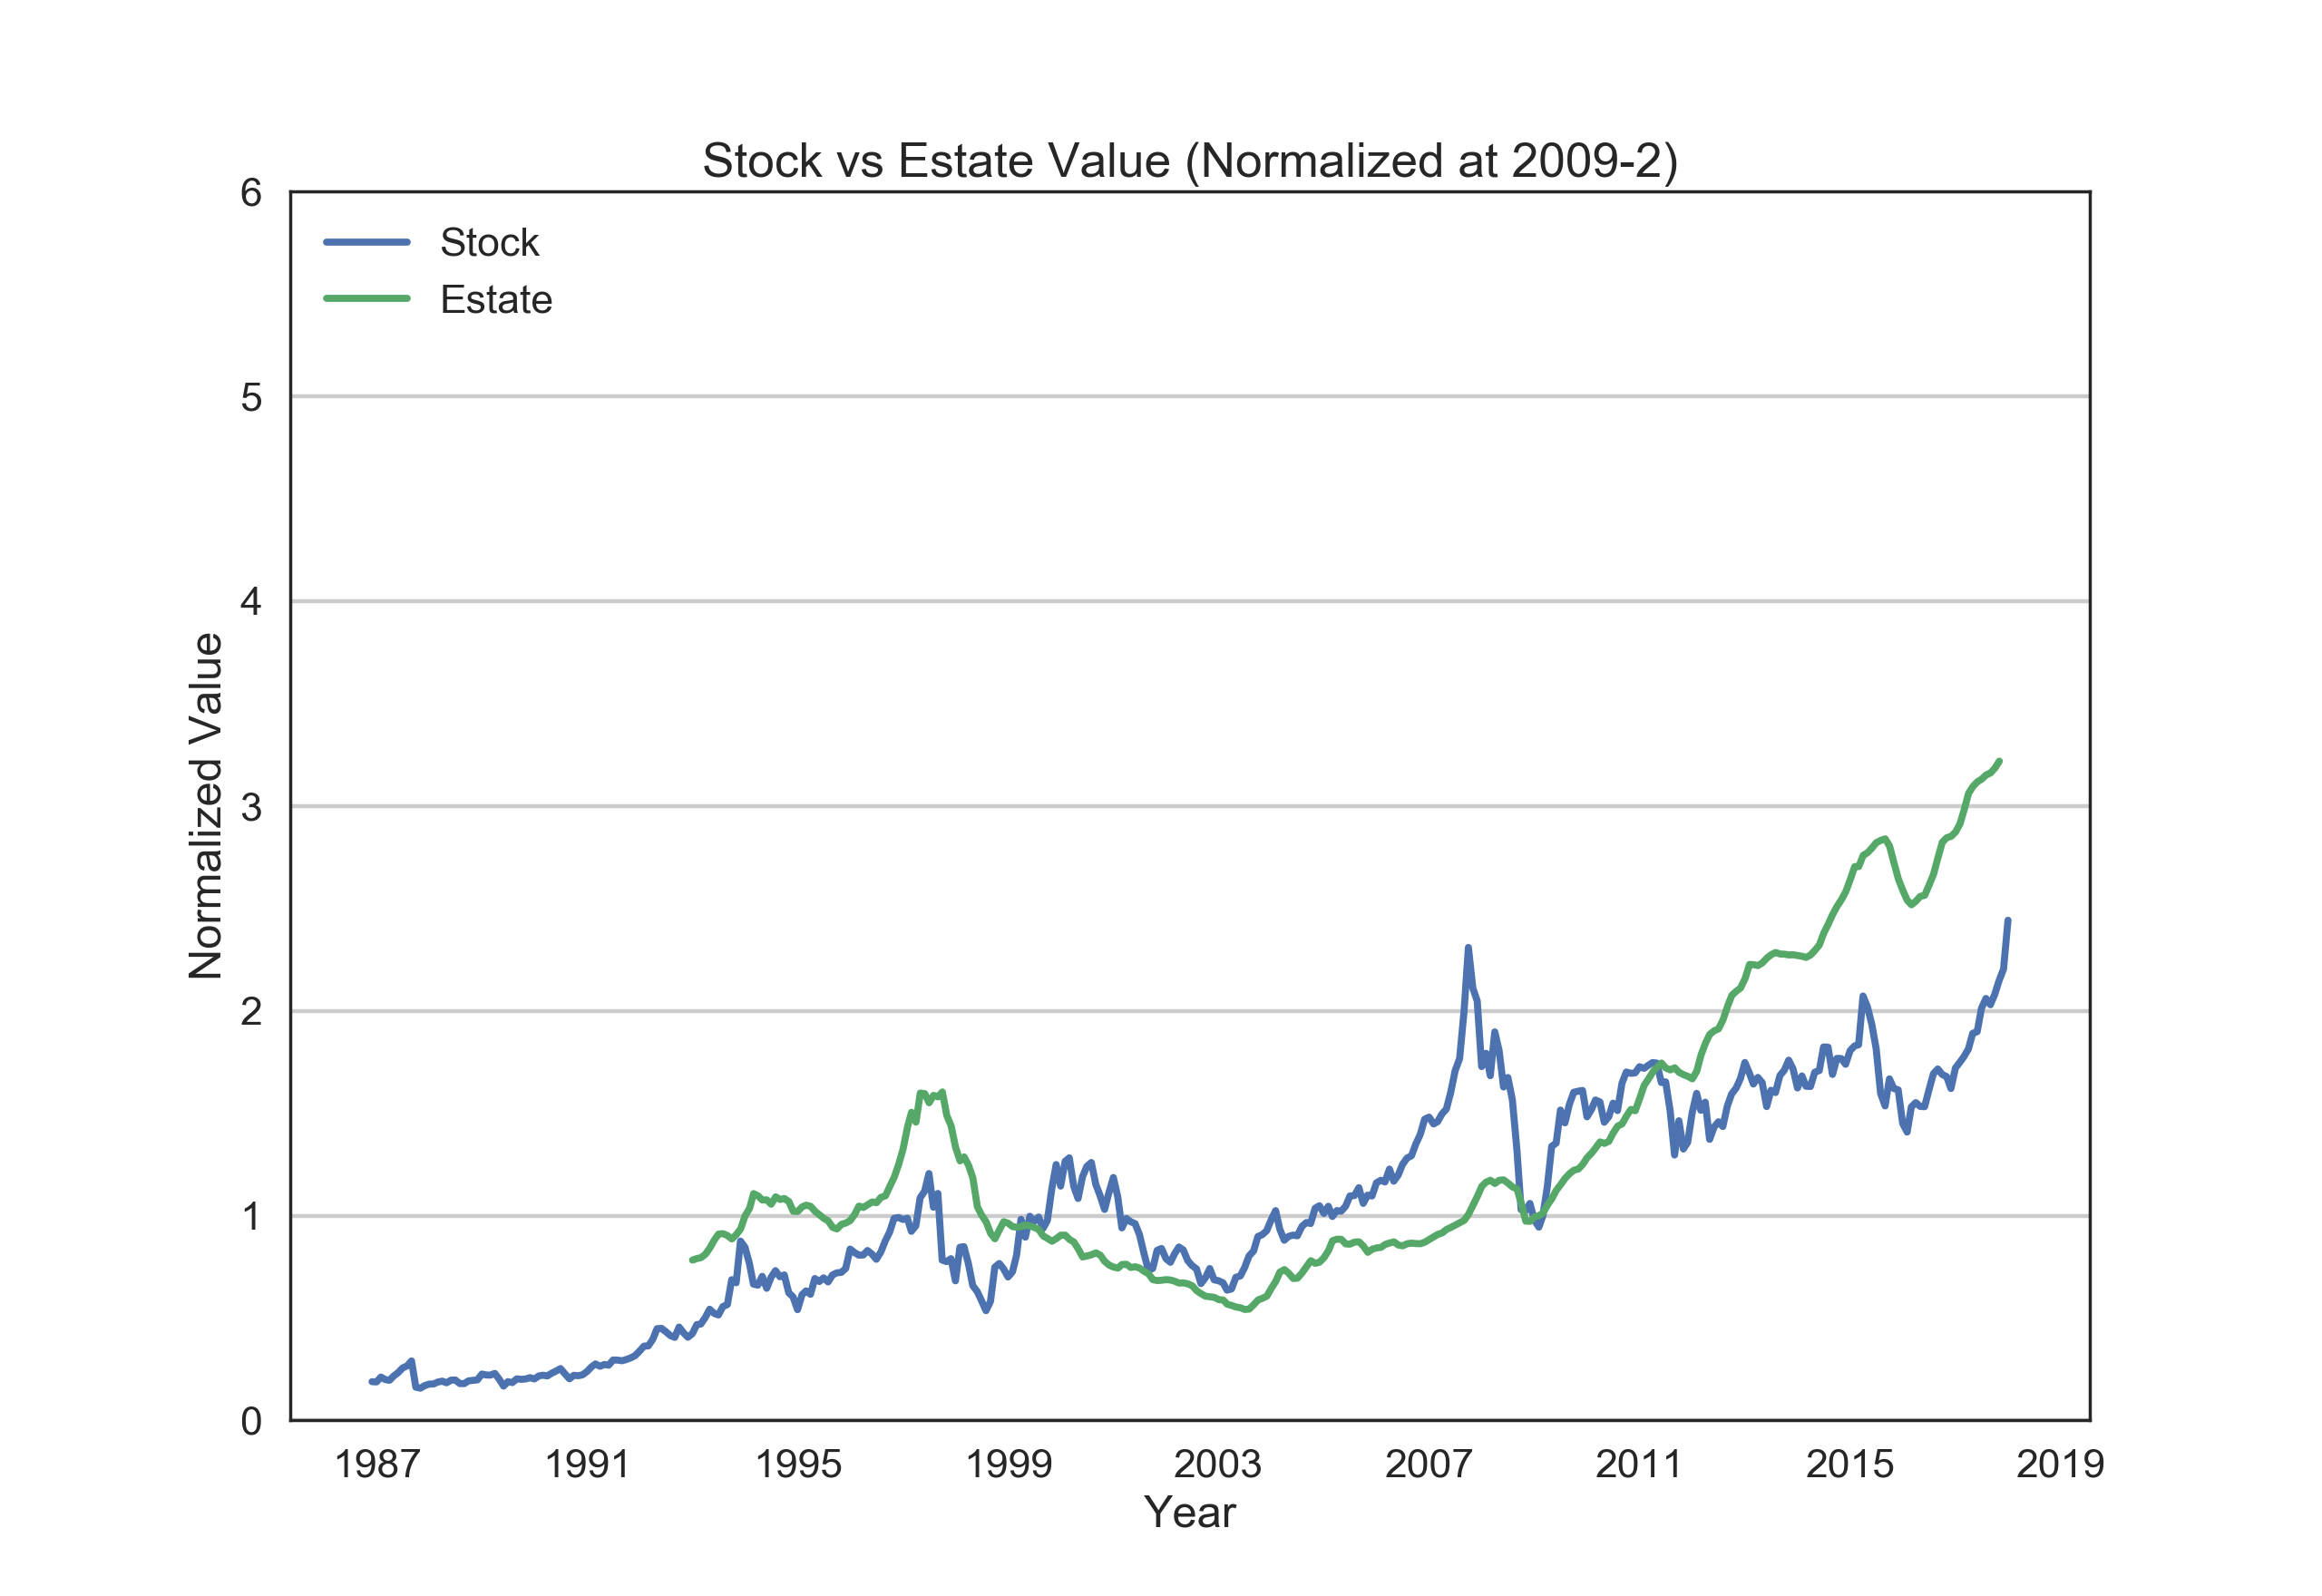 Stock vs Estate Value (Normalized at 2009-2)
Stock
Estate
6
5
4
3
2
1
0
Normalized Value
1987 1991 1995 1999 2003 2007 2011 2015 2019
Year